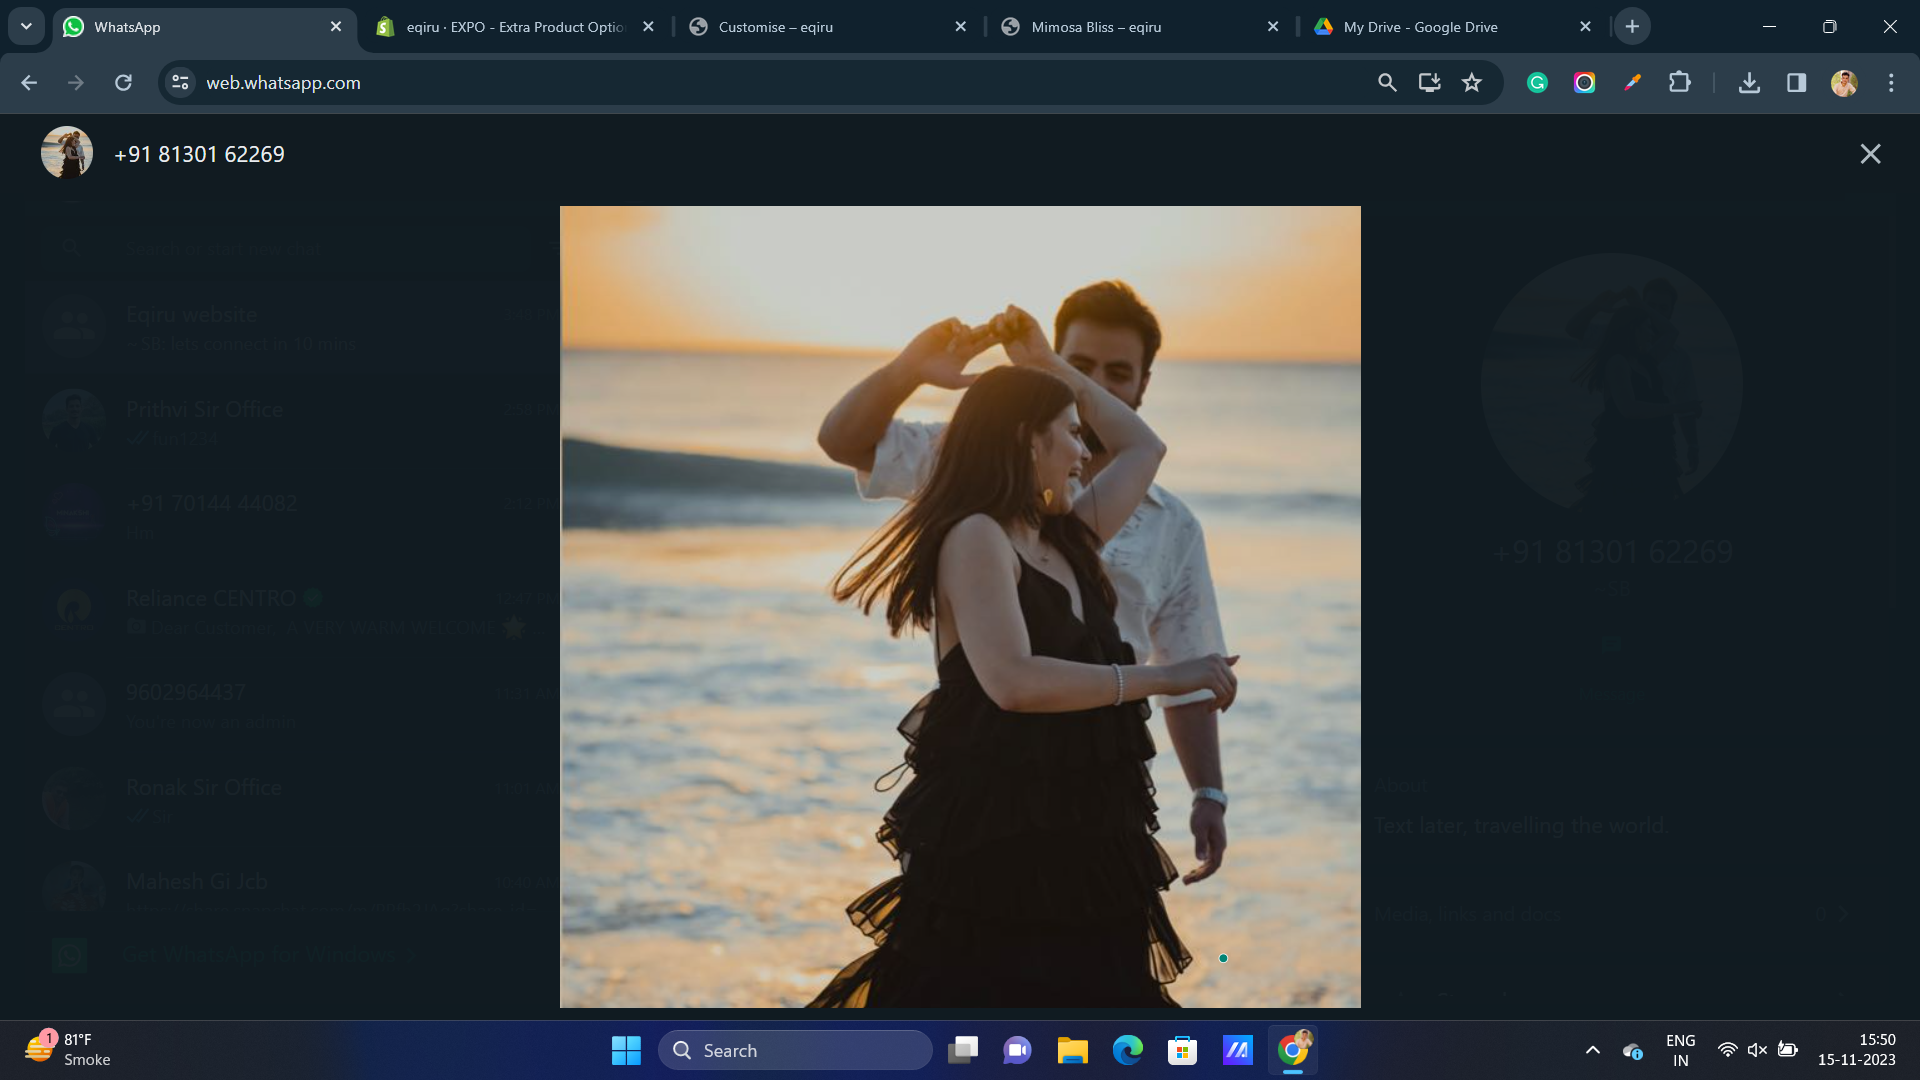 WhatsApp
eqiru · EXPO - Extra Product Optio
Customise – eqiru
Mimosa Bliss – eqiru
My Drive - Google Drive
web.whatsapp.com
+91 81301 62269
Search or start new chat
Eqiru website
~ SB: lets connect in 10 mins
Prithvi Sir Office
+91 70144 44082
+91 81301 62269
Reliance CENTRO
Dear Customer, A VERY WARM WELCOME
9602964437
You're now an admin
Ronak Sir Office
Sir
About
Text later, travelling the world
Mahesh Gi Jcb
Media, links and docs
Get WhatsApp for Windows
1
81°F
Smoke
Search
ENG
IN
15:50
15-11-2023